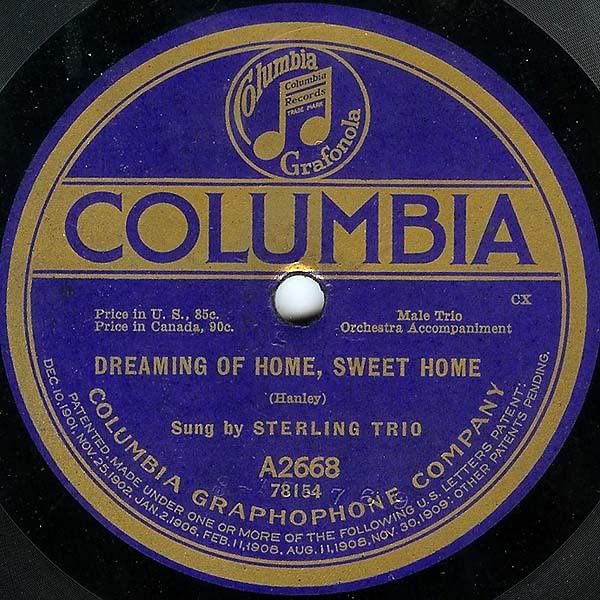 Columbia
Columbia
Records
TRADE MARK
Grafonola
COLUMBIA
CX
Price in U. S., 85c.
Price in Canada, 90c.
Male Trio
Orchestra Accompaniment
DREAMING OF HOME, SWEET HOME
(Hanley)
Sung by STERLING TRIO
A2668
78154
COLUMBIA GRAPHOPHONE COMPANY
PATENTED, MADE UNDER ONE OR MORE OF THE FOLLOWING U.S. LETTERS PATENT:
DEC. 10, 1901, NOV. 25, 1902, JAN. 2, 1906, FEB. 11, 1908, AUG. 11, 1908, NOV. 30, 1909; OTHER PATENTS PENDING.